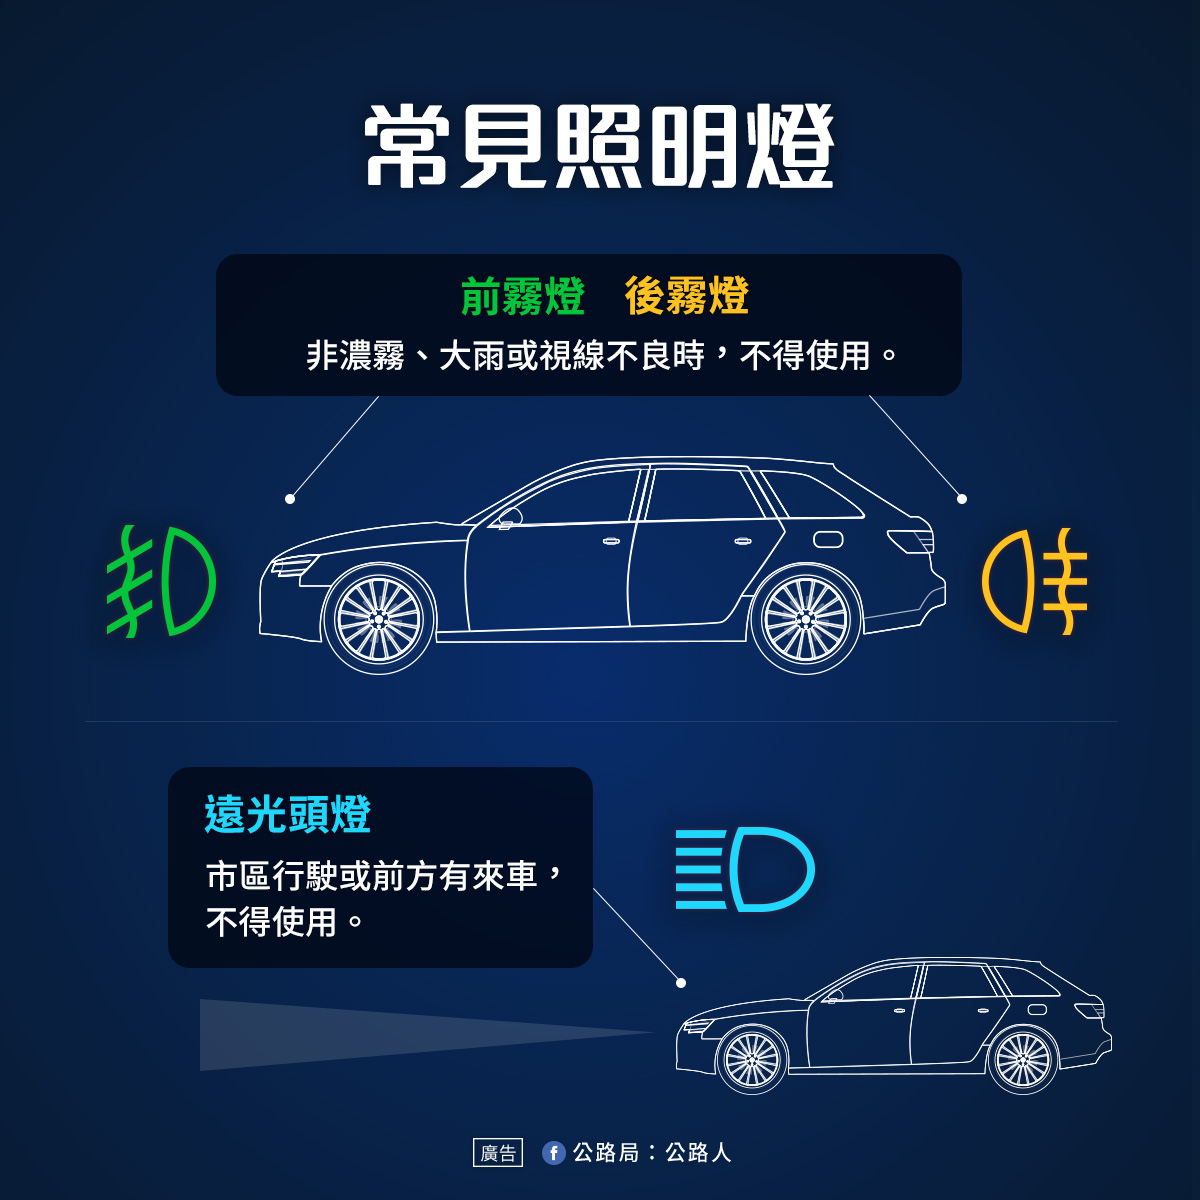 常見照明燈
前霧燈 後霧燈
非濃霧、大雨或視線不良時，不得使用。
遠光頭燈
市區行駛或前方有來車，
不得使用。
廣告 f 公路局：公路人